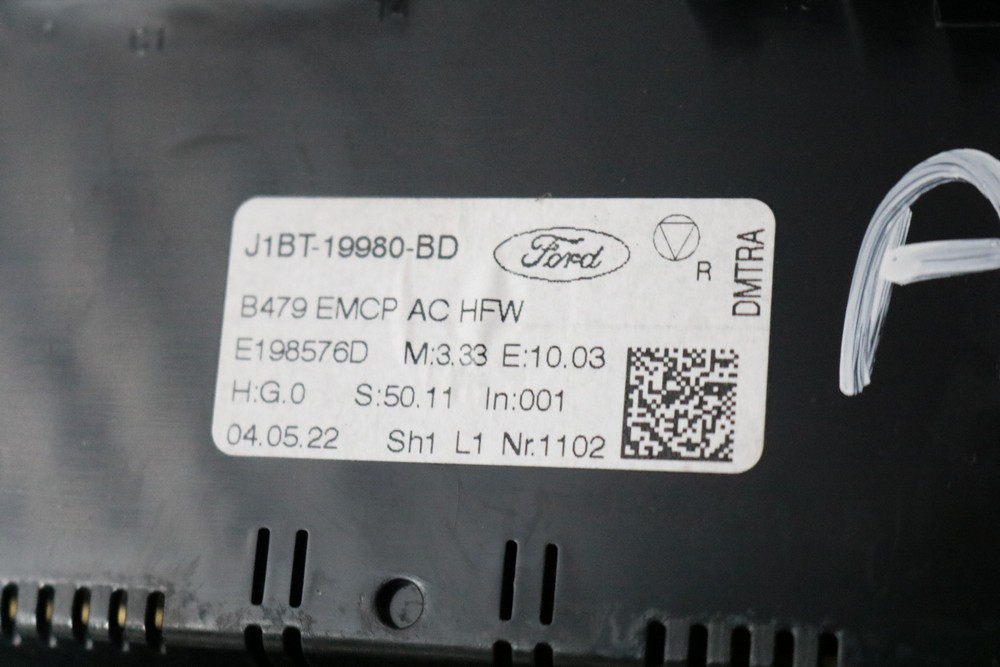 J1BT-19980-BD
Ford
R
DMTRA
B479 EMCP AC HFW
E198576D M:3.33 E:10.03
H:G.0 S:50.11 In:001
04.05.22 Sh1 L1 Nr.1102
A